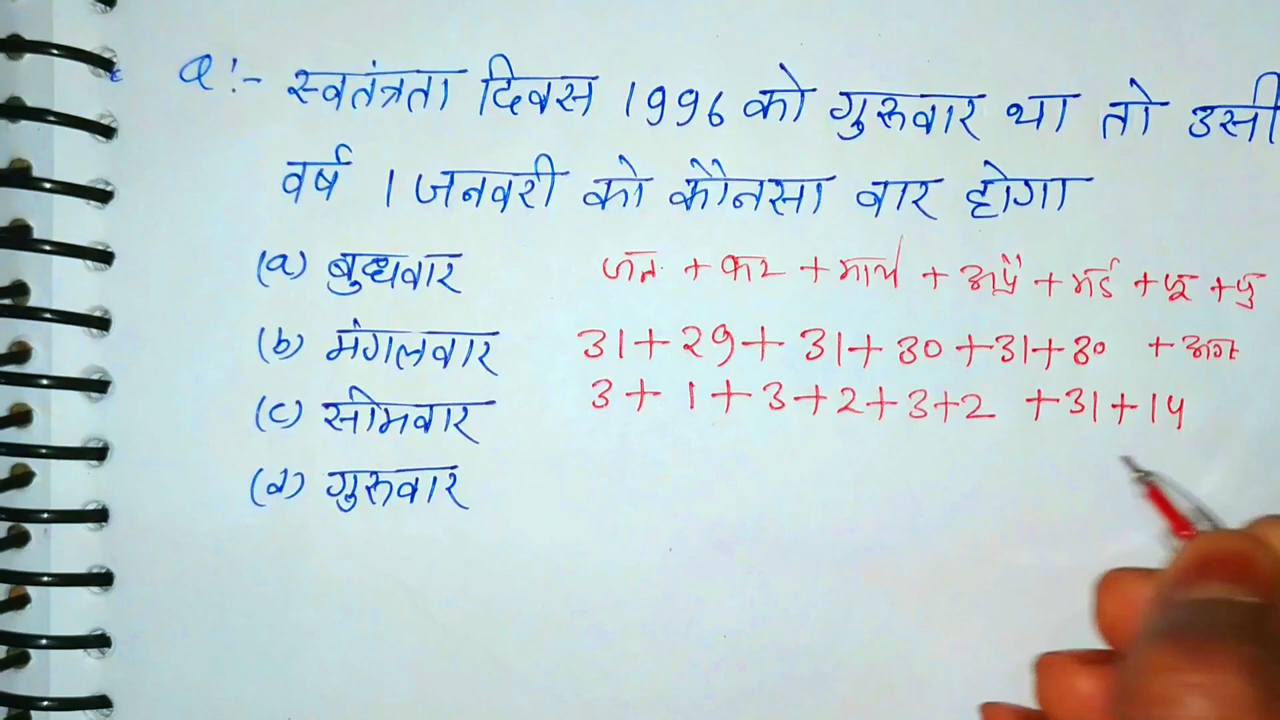 Q:- स्वतंत्रता दिवस 1996 को गुरुवार था तो उसी
वर्ष 1 जनवरी को कौनसा वार होगा
(a) बुधवार
जन + फर + मार्च + अप्रै + मई + जू + जु
(b) मंगलवार
31 + 29 + 31 + 30 + 31 + 30 + अग
(c) सोमवार
3 + 1 + 3 + 2 + 3 + 2 + 31 + 14
(d) गुरुवार